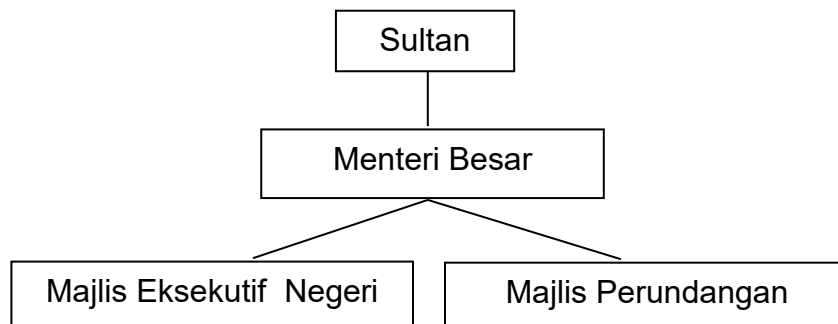 Sultan
Menteri Besar
Majlis Eksekutif Negeri
Majlis Perundangan